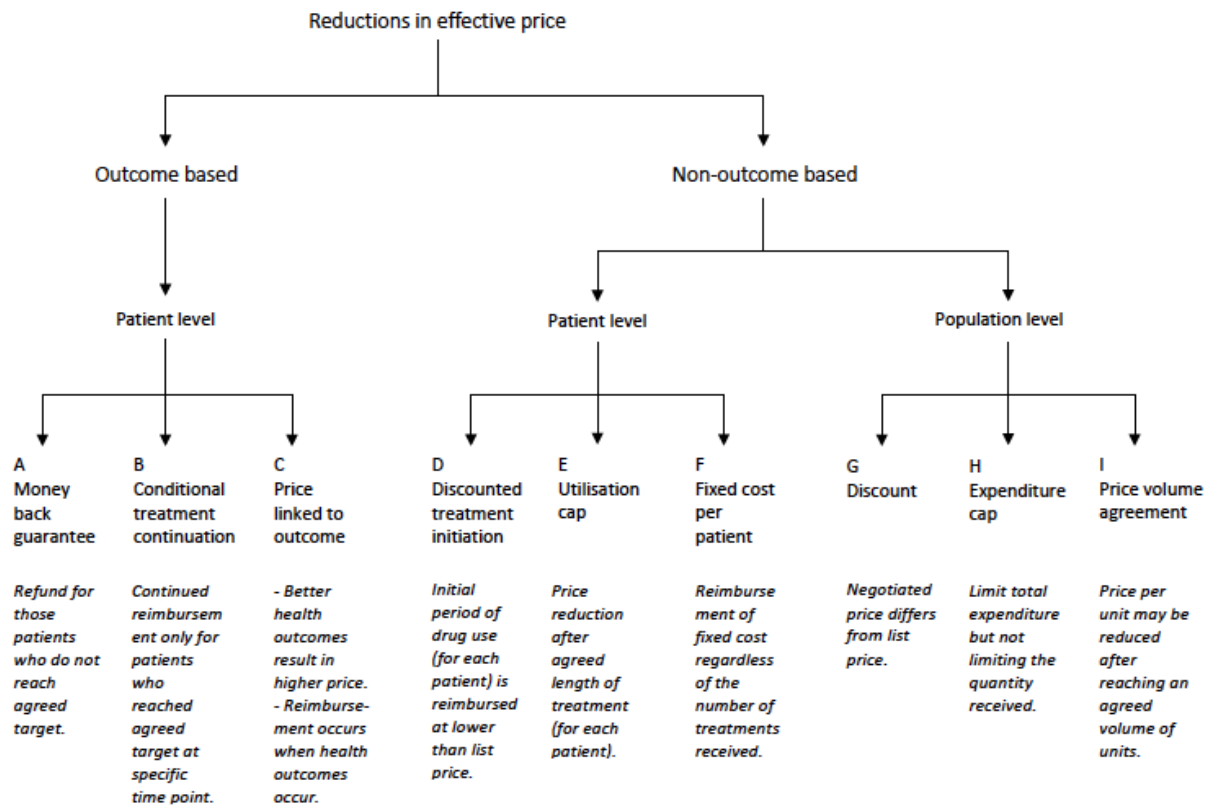 Reductions in effective price
Outcome based
Non-outcome based
Patient level
Patient level
Population level
A
Money
back
guarantee
Refund for
those
patients
who do not
reach
agreed
target.
B
Conditional
treatment
continuation
Continued
reimbursem
ent only for
patients
who
reached
agreed
target at
specific
time point.
C
Price
linked to
outcome
- Better
health
outcomes
result in
higher price.
- Reimburse-
ment occurs
when health
outcomes
occur.
D
Discounted
treatment
initiation
Initial
period of
drug use
(for each
patient) is
reimbursed
at lower
than list
price.
E
Utilisation
cap
Price
reduction
after
agreed
length of
treatment
(for each
patient).
F
Fixed cost
per
patient
Reimburse
ment of
fixed cost
regardless
of the
number of
treatments
received.
G
Discount
Negotiated
price differs
from list
price.
H
Expenditure
cap
Limit total
expenditure
but not
limiting the
quantity
received.
I
Price volume
agreement
Price per
unit may be
reduced
after
reaching an
agreed
volume of
units.